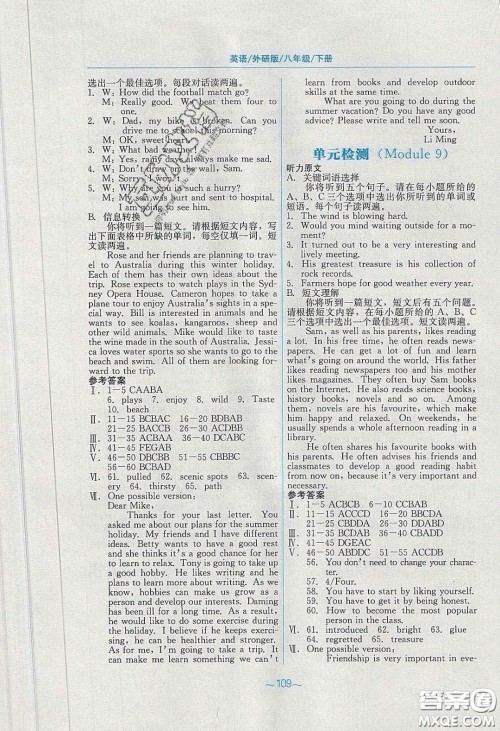 英语/外研版/八年级/下册
选出一个最佳选项。每段对话读两遍。
1. W: How did the football match go?
M: Really good. We beat them four to one.
2. W: Dad, my bike is broken. Can you
drive me to school this morning?
M: OK, sweet
3. W: What bad weather!
M: Yes, rainy days always make me sad.
4. W: Don't                Sam.
M: Sorry, I won't.
5. W: Why are you in such a hurry?
M: My son was hurt and sent to hospital.
I am going to see him.
B. 信息转换
你将听到一篇短文。请根据短文内容,写
出下面表格中所缺的单词,每空仅填一词。短
文读两遍。
Rose and her friends are planning to travel to Australia during this winter holiday.
Each of them has their own ideas about the
trip. Rose expects to watch plays in the Sydney Opera House. Cameron hopes to take a
plane tour to enjoy Australia's sights in a special way. Bill is interested in animals and he
wants to see koalas, kangaroos, sheep and
other wild animals. Mike would like to taste
the wine made in the south of Australia. Jessica loves water sports so she wants to go to the
beach and swim. All of them are looking forward to the fantastic trip.
参考答案
Ⅰ. 1—5 CAABA
6. plays 7. enjoy 8. wild 9. Taste
10. beach
Ⅱ. 11—15 BCBAC 16—20 BDBAB
21—25 BACCB 26—30 DDACB
Ⅲ. 31—35 ACBAA 36—40 DCABC
Ⅳ. 41—45 FEGAB
Ⅴ. 46—50 DBCBB 51—55 CBBBC
56—60 BCBAD
Ⅵ. 61. pulled 62. scenic spots 63. scenery 64. thirsty 65. path
Ⅶ. One possible version:
Dear Mike,
Thanks for your last letter. You
asked me about the plans for the summer
holiday. My friends and I have different
ideas. Betty wants to have a good rest
and she thinks it's a good chance for her
to learn to relax. Tony is going to take
up painting because it is good for his
health. He likes writing and plans
to learn more about writing. As we
know, hobbies can make us grow as a
person and develop our interests. Daming
has been ill for a long time. As a result, he
would like to do some exercise during the
holiday. I believe if he keeps exercising, he can be healthier and stronger.
As for me, I'm going to stay at a summer camp. In this way, I can't just
learn from books and develop outdoor
skills at the same time.
What are you going to do during the
summer vacation? Do you have any good
ideas? Please write and tell me soon.
Yours,
Li Ming
单元检测(Module 9)
听力原文
A. 关键词语选择
你将听到五个句子。请在每小题所给的
A、B、C三个选项中选出你所听到的单词或短
语。每句子读两遍。
1. The wind is blowing hard.
2. Would you mind waiting outside for a moment?
3. It turned out to be a very interesting and
lively meeting.
4. His greatest treasure is his collection of
rock records.
5. Farmers hope for good weather every year.
B. 短文理解
你将听到一篇短文,短文后有五个问题。
请根据短文内容,在每小题所给的A、B、C
三个选项中选出一个最佳选项。短文读两遍。
Sam, as well as his parents, likes reading
a lot. In his free time, he often reads newspapers. He can get a lot of fun and learn
what's going on around the world. His father
likes reading newspapers too and his mother
likes magazines. They often buy Sam books
on the Internet. He also reads science books,
history books, and novels and so on. They
make him happy and relaxed. On weekends,
he usually spends a whole afternoon reading in
a library.
He often shares his favourite books with
his parents. He also advises his friends and
classmates to develop a good reading habit
from now on, because it's important and
necessary.
参考答案
Ⅰ. 1—5 ACBCB 6—10 CCBAB
Ⅱ. 11—15 ACCCD 16—20 BBCDA
21—25 CBDDA 26—30 DDABD
Ⅲ. 31—35 BCDAB 36—40 CABDD
Ⅳ. 41—45 DGEAC
Ⅴ. 46—50 ABDDC 51—55 ACCBD
56. You don't need to change your personality.
57. 4/Four.
58. You have to start by liking yourself.
59. You have to get by being honest.
60. How to become the most popular
person in the class.
Ⅵ. 61. introduced 62. bright 63. glue
64. regretted 65. treasure
Ⅶ. One possible version:
Friendship is very important in eve-
~109~
答案圈
MXQE.COM